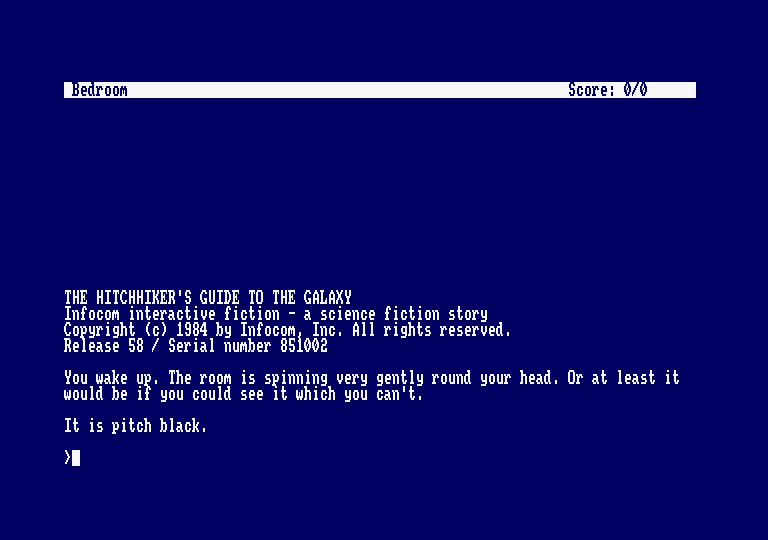 Bedroom Score: 0/0
THE HITCHHIKER'S GUIDE TO THE GALAXY
Infocom interactive fiction - a science fiction story
Copyright (c) 1984 by Infocom, Inc. All rights reserved.
Release 58 / Serial number 851002
You wake up. The room is spinning very gently round your head. Or at least it
would be if you could see it which you can't.
It is pitch black.
>